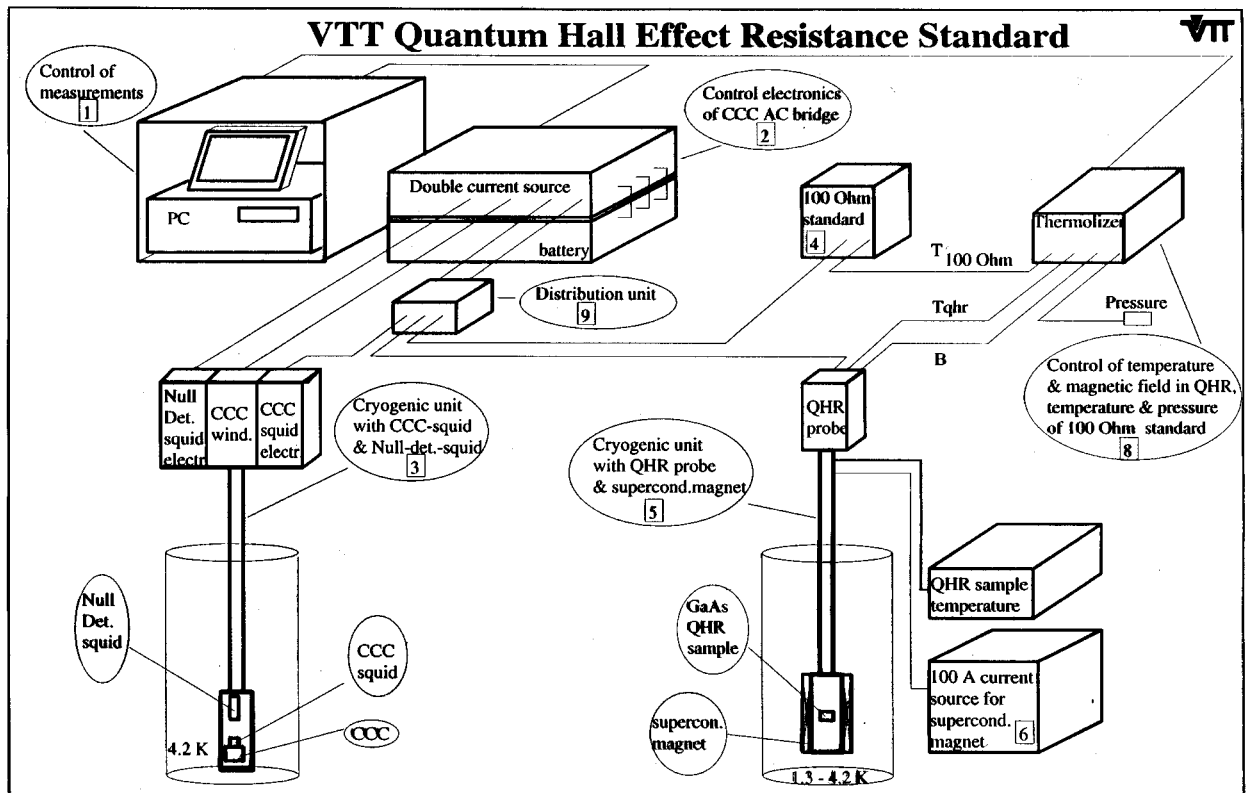 VTT Quantum Hall Effect Resistance Standard
VTT
Control of
measurements
1
Control electronics
of CCC AC bridge
2
PC
Double current source
battery
100 Ohm
standard
4
Thermolizer
T 100 Ohm
Distribution unit
9
Tqhr
Pressure
B
Null
Det.
squid
electr
CCC
wind.
CCC
squid
electr.
Cryogenic unit
with CCC-squid
& Null-det.-squid
3
QHR
probe
Cryogenic unit
with QHR probe
& supercond.magnet
5
Control of temperature
& magnetic field in QHR,
temperature & pressure
of 100 Ohm standard
8
Null
Det.
squid
CCC
squid
CCC
4.2 K
GaAs
QHR
sample
supercon.
magnet
1.3 - 4.2 K
QHR sample
temperature
100 A current
source for
supercond.
magnet
6